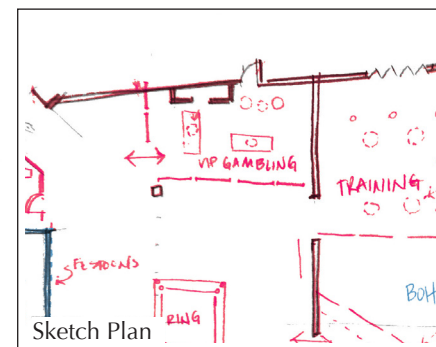 VIP GAMBLING
TRAINING
FESTOONS
BOH
RING
Sketch Plan